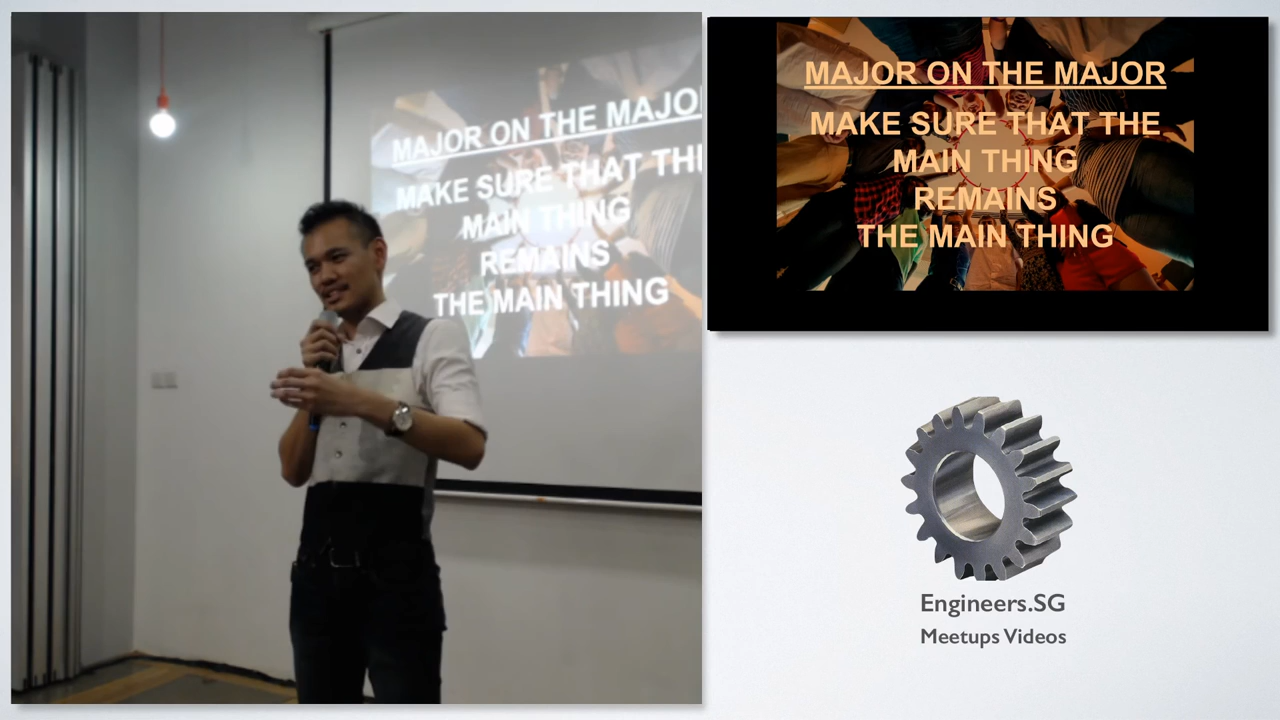 MAJOR ON THE MAJOR
MAKE SURE THAT THE
MAIN THING
REMAINS
THE MAIN THING
MAJOR ON THE MAJOR
MAKE SURE THAT THE
MAIN THING
REMAINS
THE MAIN THING
Engineers.SG
Meetups Videos